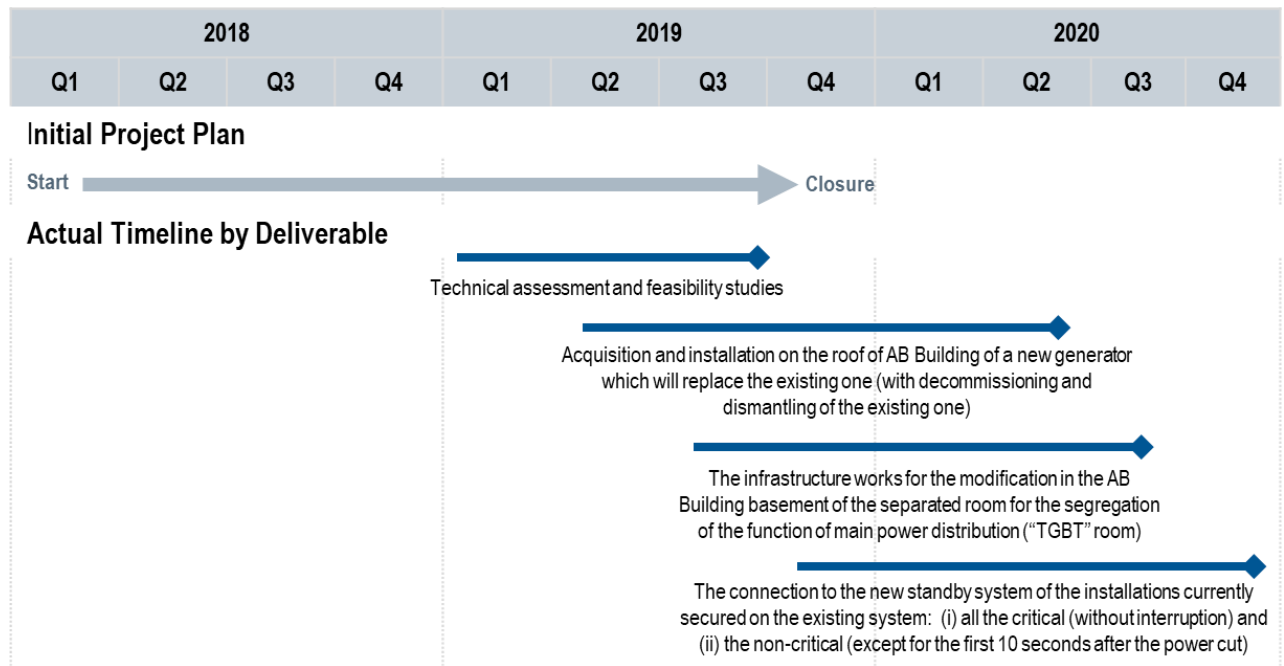 2018 2019 2020
Q1 Q2 Q3 Q4 Q1 Q2 Q3 Q4 Q1 Q2 Q3 Q4
Initial Project Plan
Start Closure
Actual Timeline by Deliverable
Technical assessment and feasibility studies
Acquisition and installation on the roof of AB Building of a new generator
which will replace the existing one (with decommissioning and
dismantling of the existing one)
The infrastructure works for the modification in the AB
Building basement of the separated room for the segregation
of the function of main power distribution (“TGBT” room)
The connection to the new standby system of the installations currently
secured on the existing system: (i) all the critical (without interruption) and
(ii) the non-critical (except for the first 10 seconds after the power cut)